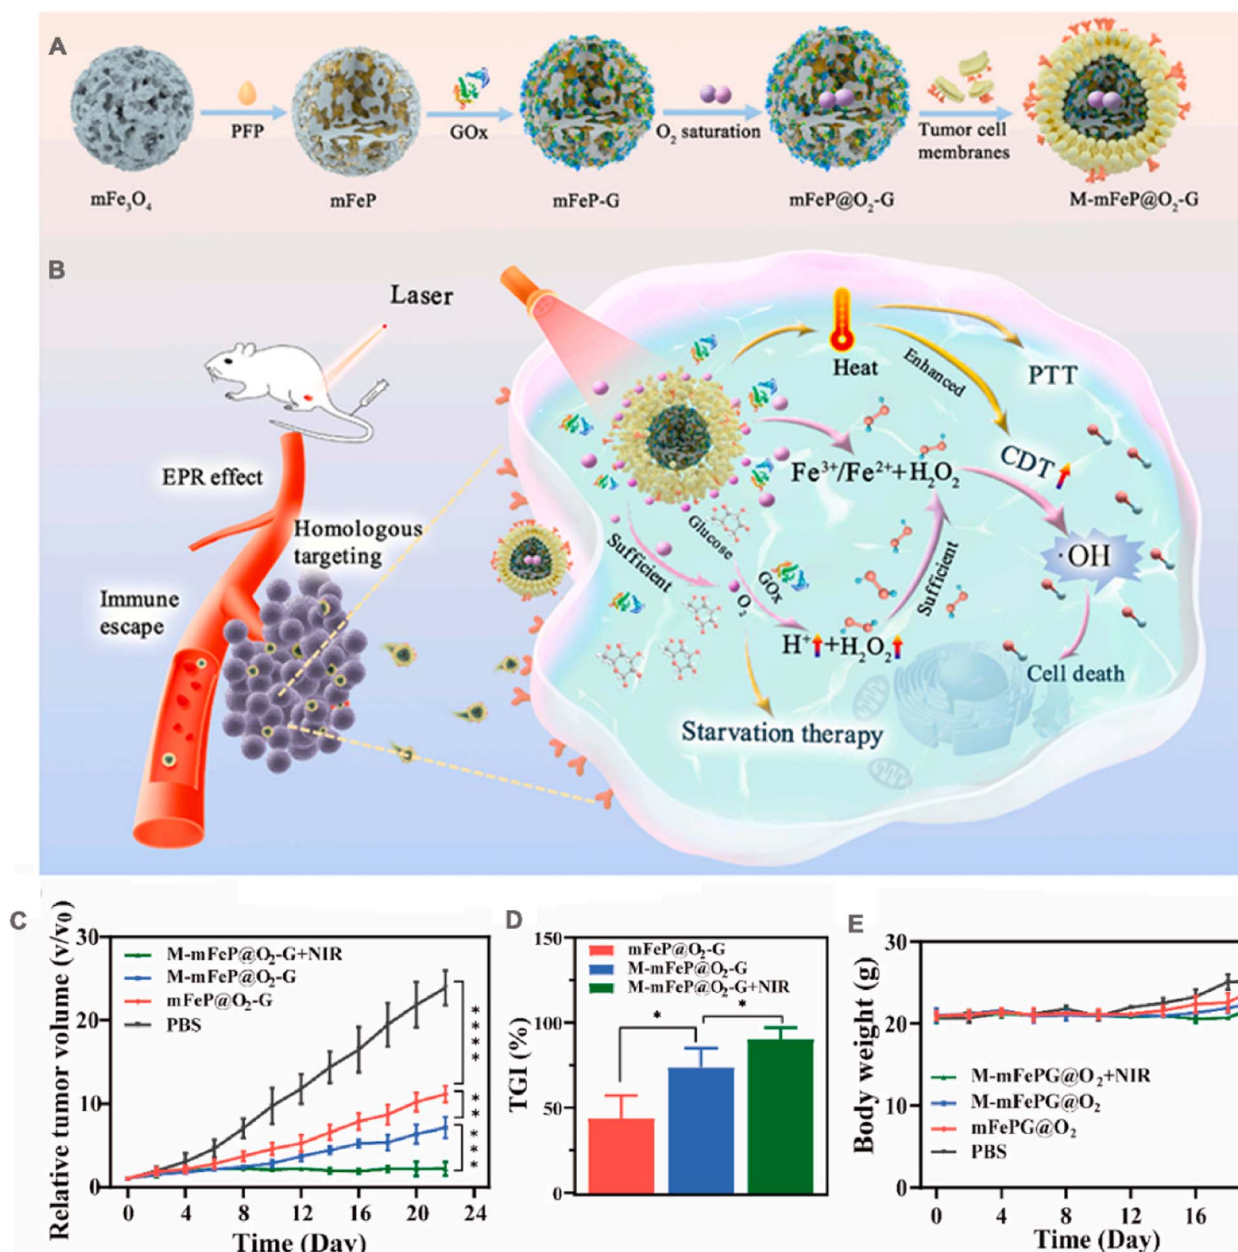 A
PFP
GOx
O₂ saturation
Tumor cell
membranes
mFe₃O₄
mFeP
mFeP-G
mFeP@O₂-G
M-mFeP@O₂-G
B
Laser
EPR effect
Homologous
targeting
Immune
escape
Heat
Enhanced
PTT
CDT
Fe³⁺/Fe²⁺+H₂O₂
Glucose
Sufficient
GOx
O₂
Sufficient
·OH
H⁺ +H₂O₂
Cell death
Starvation therapy
C
Relative tumor volume (v/v₀)
30
20
10
0
M-mFeP@O₂-G+NIR
M-mFeP@O₂-G
mFeP@O₂-G
PBS
****
**
***
0 4 8 12 16 20 24
Time (Day)
D
TGI (%)
150
100
50
0
mFeP@O₂-G
M-mFeP@O₂-G
M-mFeP@O₂-G+NIR
*
*
E
Body weight (g)
30
20
10
0
M-mFePG@O₂+NIR
M-mFePG@O₂
mFePG@O₂
PBS
0 4 8 12 16
Time (Day)